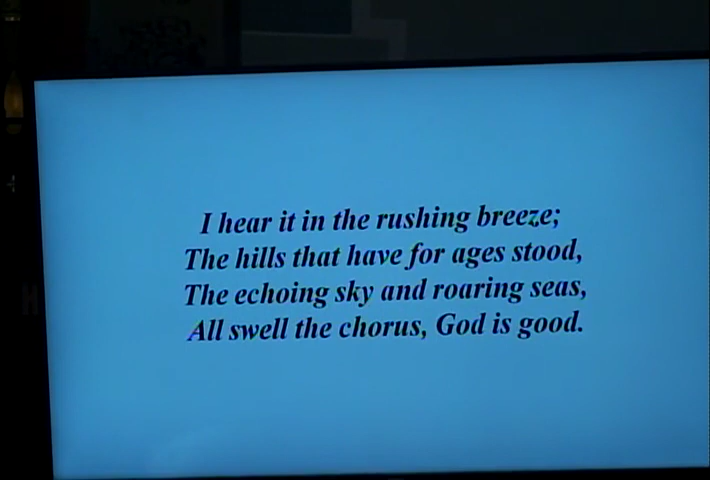 I hear it in the rushing breeze;
The hills that have for ages stood,
The echoing sky and roaring seas,
All swell the chorus, God is good.